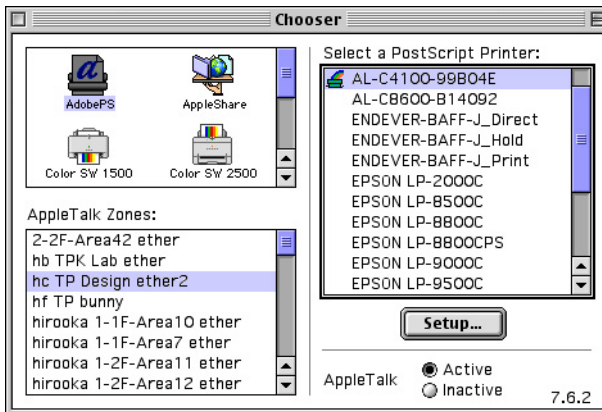 Chooser
AdobePS
AppleShare
Color SW 1500
Color SW 2500
AppleTalk Zones:
2-2F-Area42 ether
hb TPK Lab ether
hc TP Design ether2
hf TP bunny
hirooka 1-1F-Area10 ether
hirooka 1-1F-Area7 ether
hirooka 1-2F-Area11 ether
hirooka 1-2F-Area12 ether
Select a PostScript Printer:
AL-C4100-99B04E
AL-C8600-B14092
ENDEVER-BAFF-J_Direct
ENDEVER-BAFF-J_Hold
ENDEVER-BAFF-J_Print
EPSON LP-2000C
EPSON LP-8500C
EPSON LP-8800C
EPSON LP-8800CPS
EPSON LP-9000C
EPSON LP-9500C
Setup...
AppleTalk
Active
Inactive
7.6.2